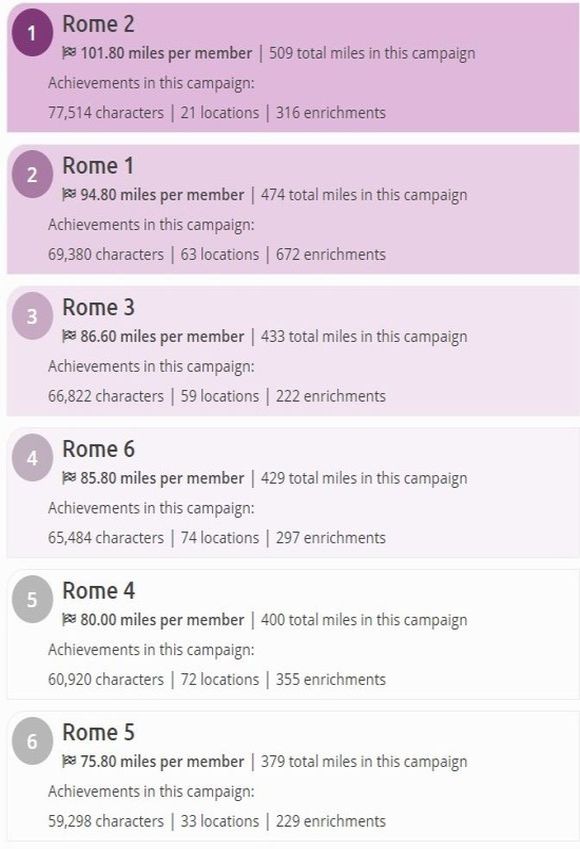 1
Rome 2
101.80 miles per member | 509 total miles in this campaign
Achievements in this campaign:
77,514 characters | 21 locations | 316 enrichments
2
Rome 1
94.80 miles per member | 474 total miles in this campaign
Achievements in this campaign:
69,380 characters | 63 locations | 672 enrichments
3
Rome 3
86.60 miles per member | 433 total miles in this campaign
Achievements in this campaign:
66,822 characters | 59 locations | 222 enrichments
4
Rome 6
85.80 miles per member | 429 total miles in this campaign
Achievements in this campaign:
65,484 characters | 74 locations | 297 enrichments
5
Rome 4
80.00 miles per member | 400 total miles in this campaign
Achievements in this campaign:
60,920 characters | 72 locations | 355 enrichments
6
Rome 5
75.80 miles per member | 379 total miles in this campaign
Achievements in this campaign:
59,298 characters | 33 locations | 229 enrichments